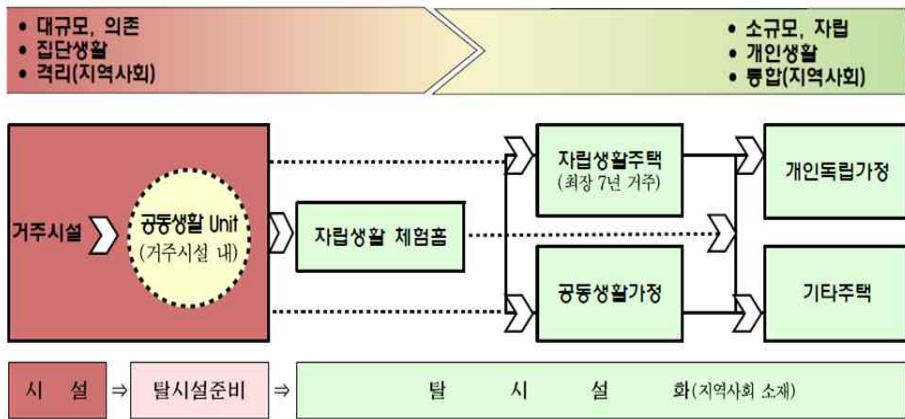 • 대규모, 의존
• 집단생활
• 격리(지역사회)
• 소규모, 자립
• 개인생활
• 통합(지역사회)
거주시설
공동생활 Unit
(거주시설 내)
자립생활 체험홈
자립생활주택
(최장 7년 거주)
공동생활가정
개인독립가정
기타주택
시 설 ⇒ 탈시설준비 ⇒ 탈 시 설 화(지역사회 소재)